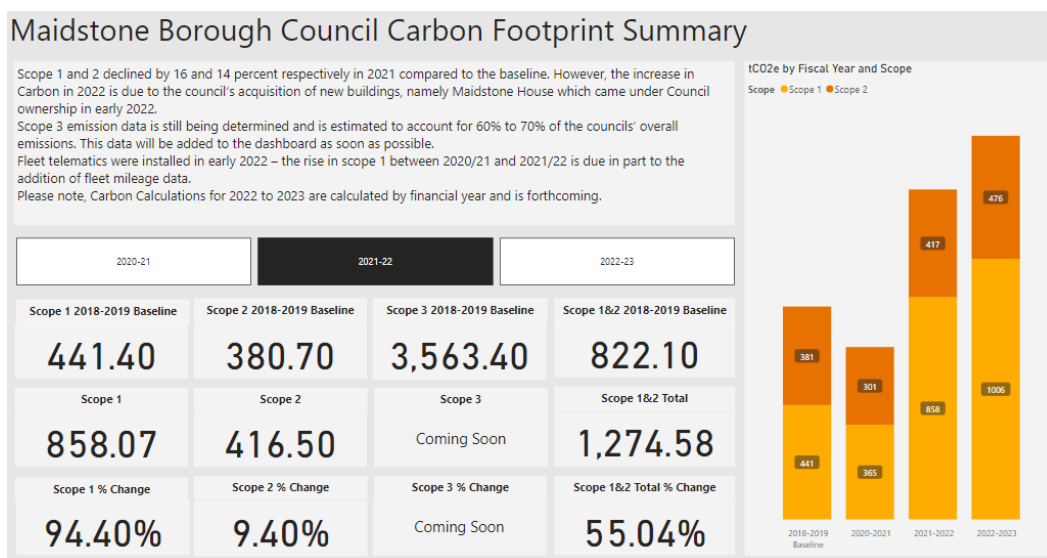 Maidstone Borough Council Carbon Footprint Summary
Scope 1 and 2 declined by 16 and 14 percent respectively in 2021 compared to the baseline. However, the increase in
Carbon in 2022 is due to the council's acquisition of new buildings, namely Maidstone House which came under Council
ownership in early 2022.
Scope 3 emission data is still being determined and is estimated to account for 60% to 70% of the councils' overall
emissions. This data will be added to the dashboard as soon as possible.
Fleet telematics were installed in early 2022 – the rise in scope 1 between 2020/21 and 2021/22 is due in part to the
addition of fleet mileage data.
Please note, Carbon Calculations for 2022 to 2023 are calculated by financial year and is forthcoming.
2020-21 2021-22 2022-23
Scope 1 2018-2019 Baseline Scope 2 2018-2019 Baseline Scope 3 2018-2019 Baseline Scope 1&2 2018-2019 Baseline
441.40 380.70 3,563.40 822.10
Scope 1 Scope 2 Scope 3 Scope 1&2 Total
858.07 416.50 Coming Soon 1,274.58
Scope 1 % Change Scope 2 % Change Scope 3 % Change Scope 1&2 Total % Change
94.40% 9.40% Coming Soon 55.04%
tCO2e by Fiscal Year and Scope
Scope Scope 1 Scope 2
476
417
381
301
1006
858
441
365
2018-2019 2020-2021 2021-2022 2022-2023
Baseline